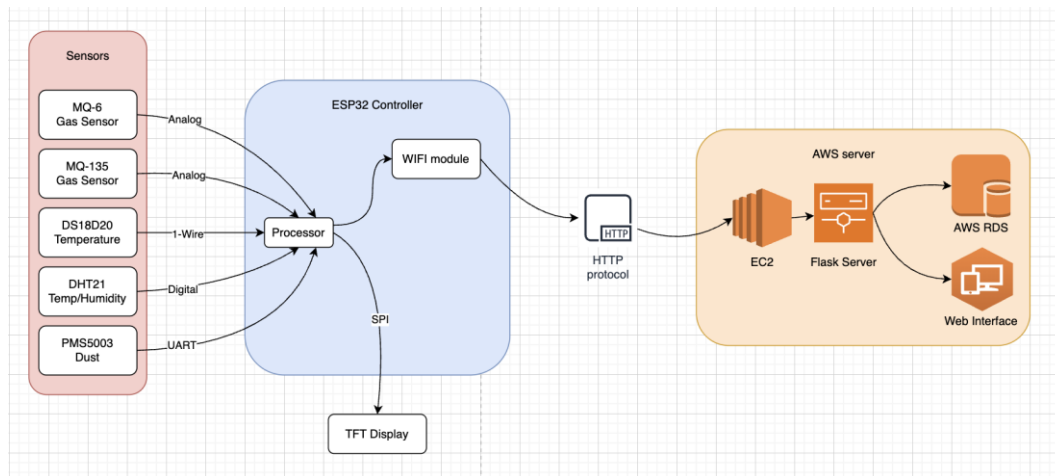 Sensors
MQ-6
Gas Sensor
MQ-135
Gas Sensor
DS18D20
Temperature
DHT21
Temp/Humidity
PMS5003
Dust
Analog
Analog
1-Wire
Digital
UART
ESP32 Controller
WIFI module
Processor
SPI
TFT Display
HTTP
HTTP
protocol
AWS server
EC2
Flask Server
AWS RDS
Web Interface